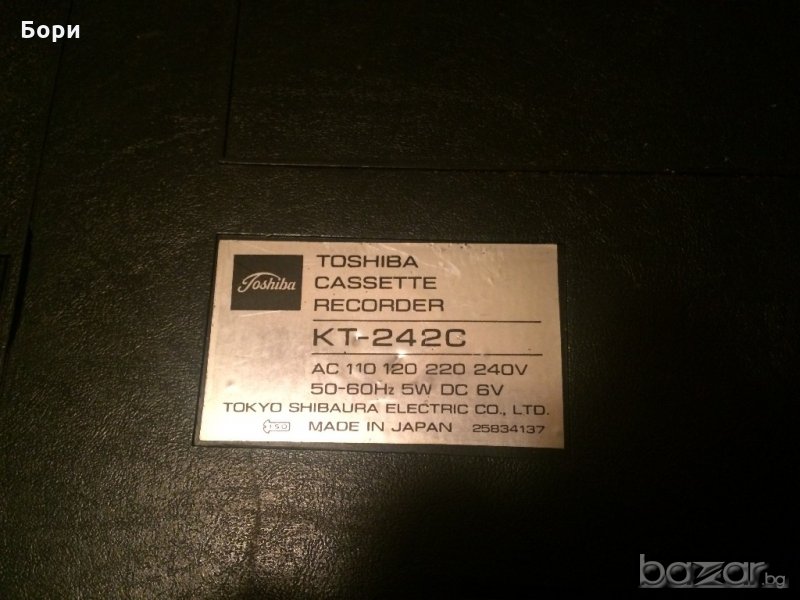 Бори
Toshiba
TOSHIBA
CASSETTE
RECORDER
KT-242C
AC 110 120 220 240V
50-60Hz 5W DC 6V
TOKYO SHIBAURA ELECTRIC CO., LTD.
ISO MADE IN JAPAN 25834137
bazar.bg